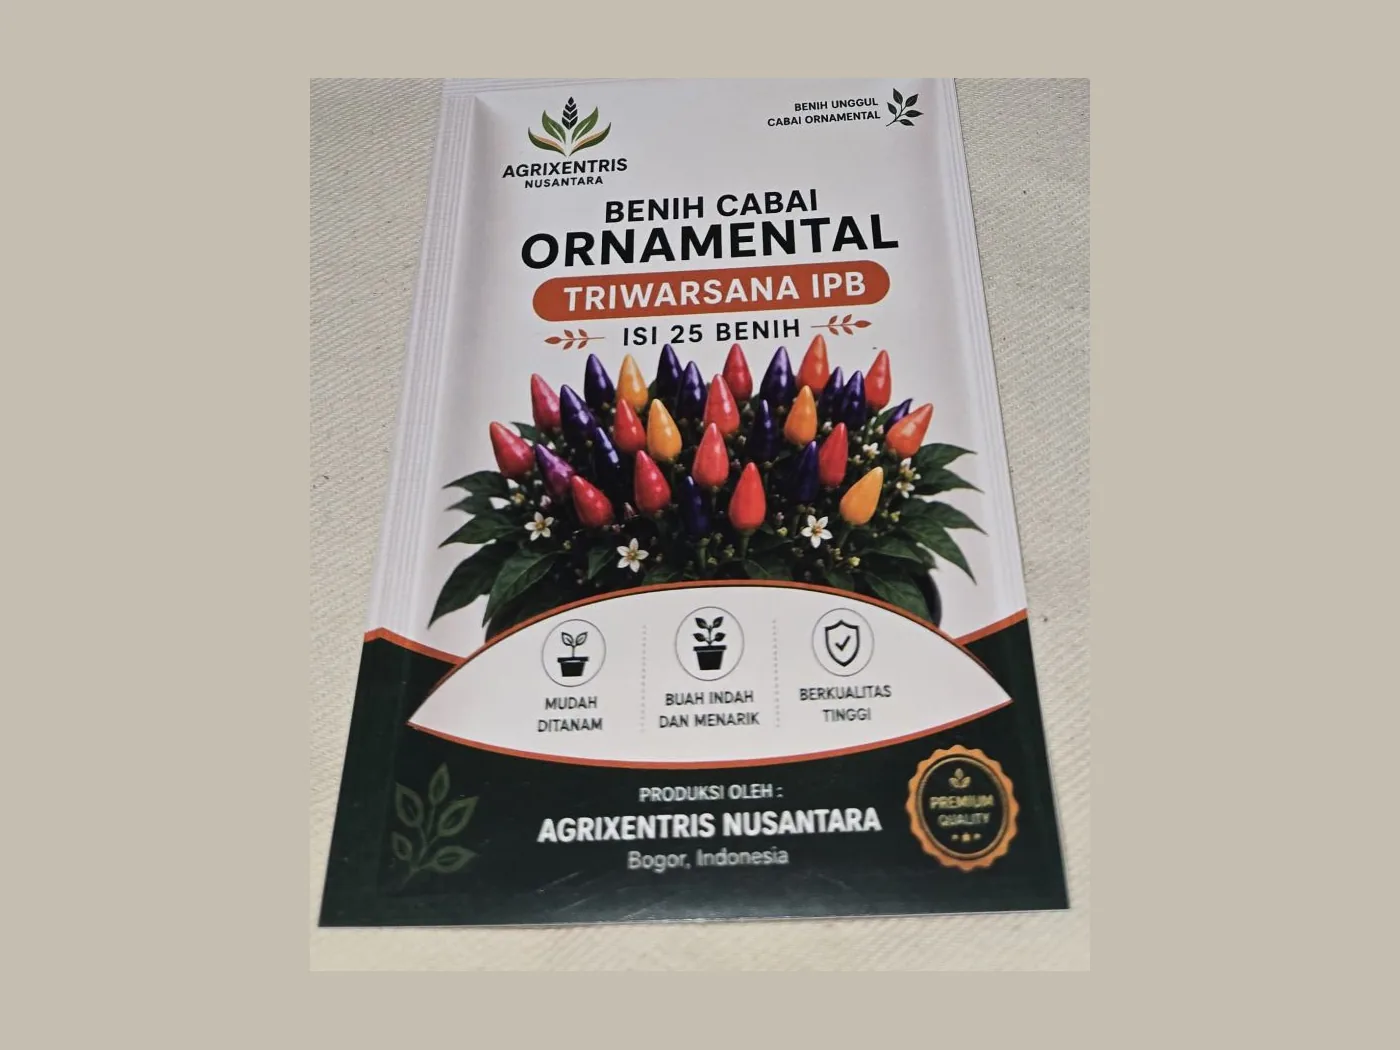 AGRIXENTRIS
NUSANTARA
BENIH UNGGUL
CABAI ORNAMENTAL
BENIH CABAI
ORNAMENTAL
TRIWARSANA IPB
ISI 25 BENIH
MUDAH
DITANAM
BUAH INDAH
DAN MENARIK
BERKUALITAS
TINGGI
PRODUKSI OLEH :
AGRIXENTRIS NUSANTARA
Bogor, Indonesia
PREMIUM
QUALITY